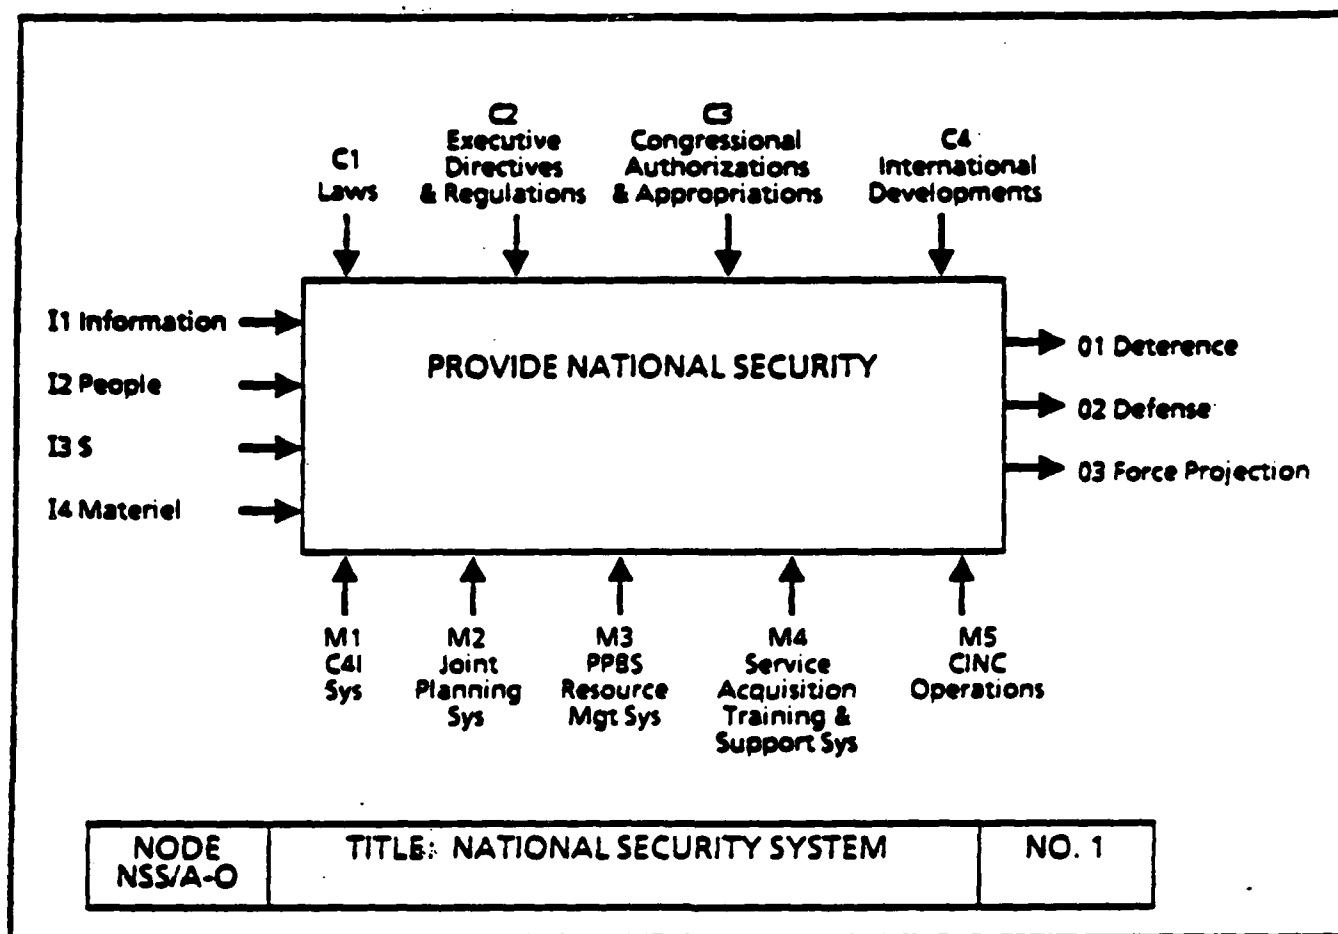 C1
Laws
C2
Executive
Directives
& Regulations
C3
Congressional
Authorizations
& Appropriations
C4
International
Developments
I1 Information
I2 People
I3 $
I4 Materiel
PROVIDE NATIONAL SECURITY
01 Deterence
02 Defense
03 Force Projection
M1
C4I
Sys
M2
Joint
Planning
Sys
M3
PPBS
Resource
Mgt Sys
M4
Service
Acquisition
Training &
Support Sys
M5
CINC
Operations
NODE
NSS/A-O
TITLE: NATIONAL SECURITY SYSTEM
NO. 1